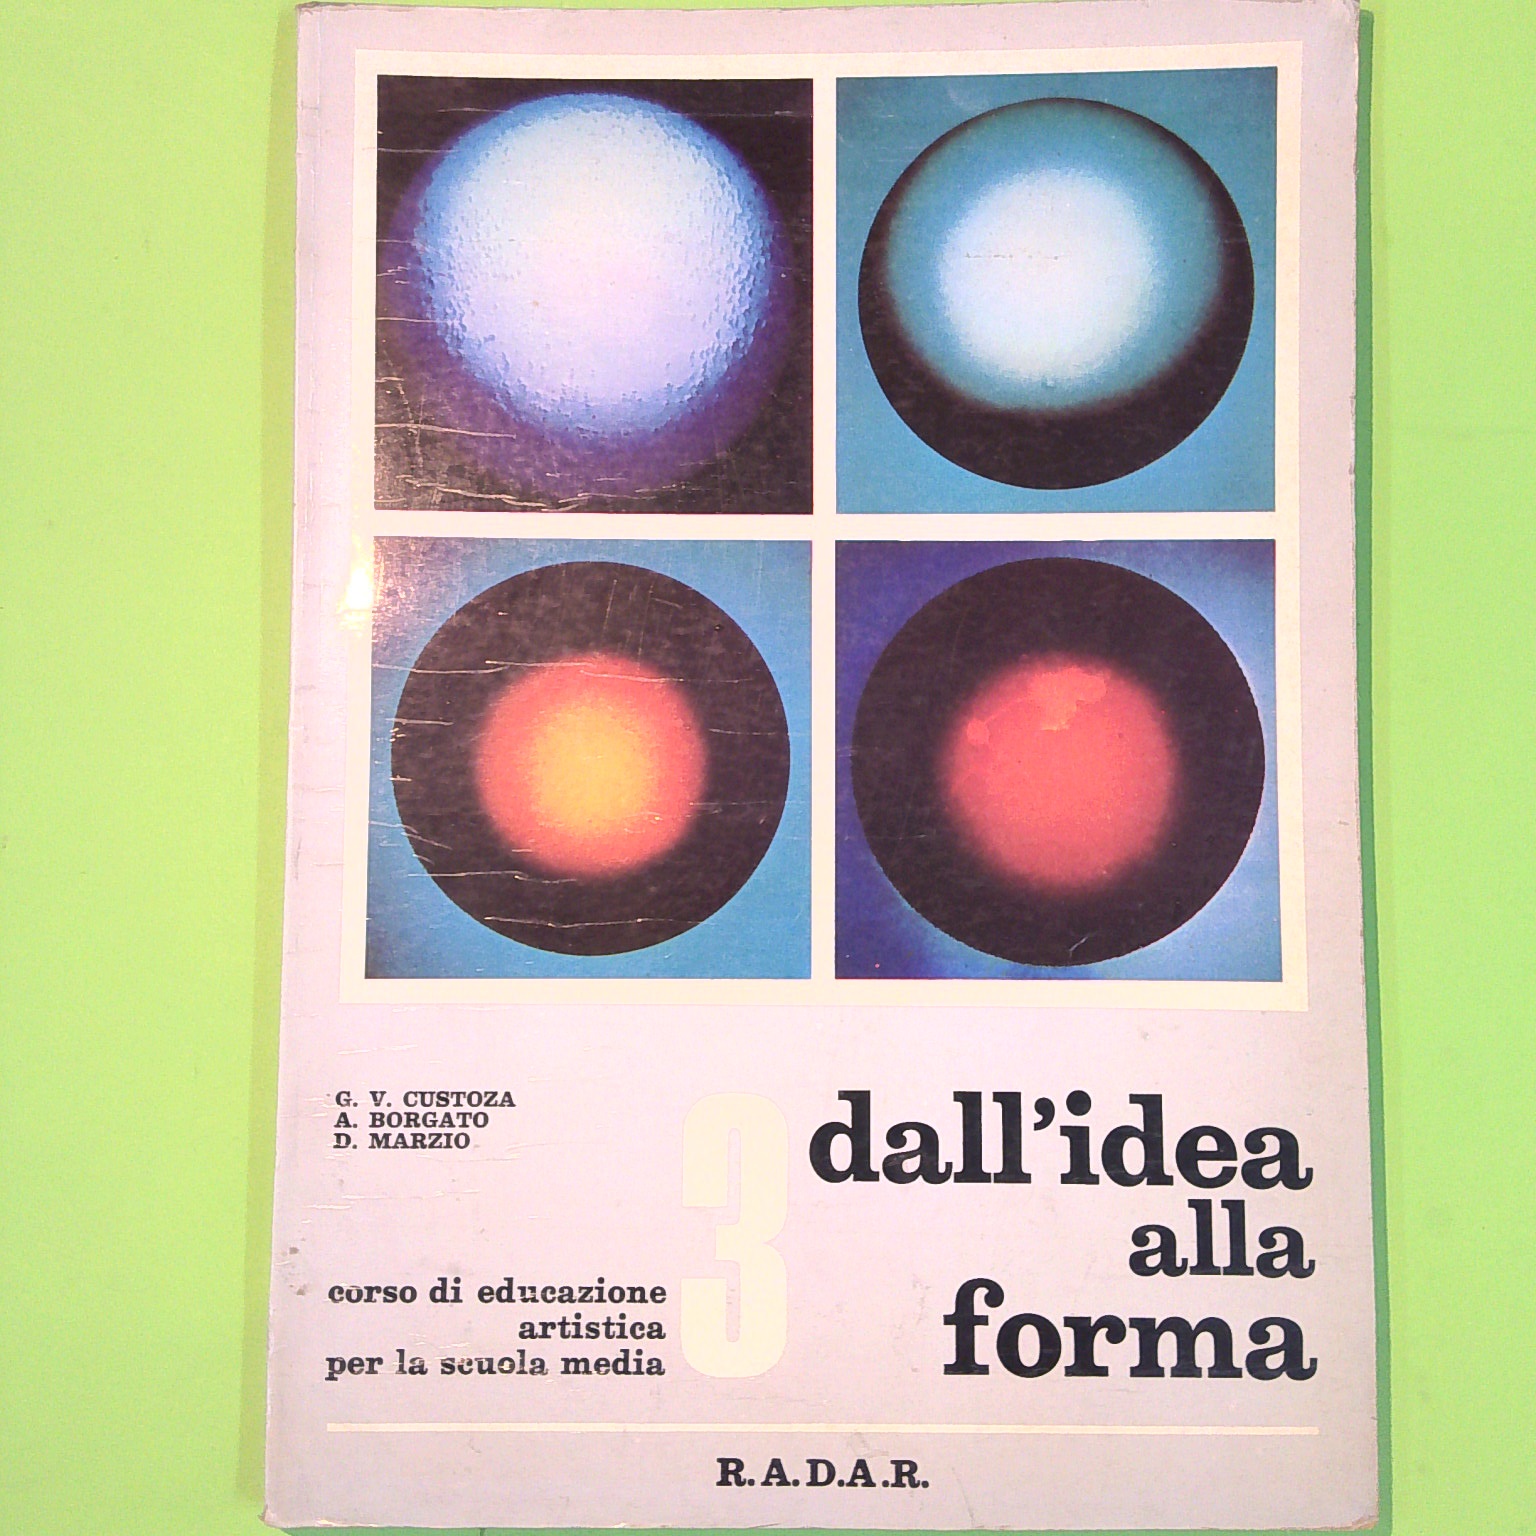 G. V. CUSTOZA
A. BORGATO
D. MARZIO
3
dall'idea
alla
forma
corso di educazione
artistica
per la scuola media
R.A.D.A.R.